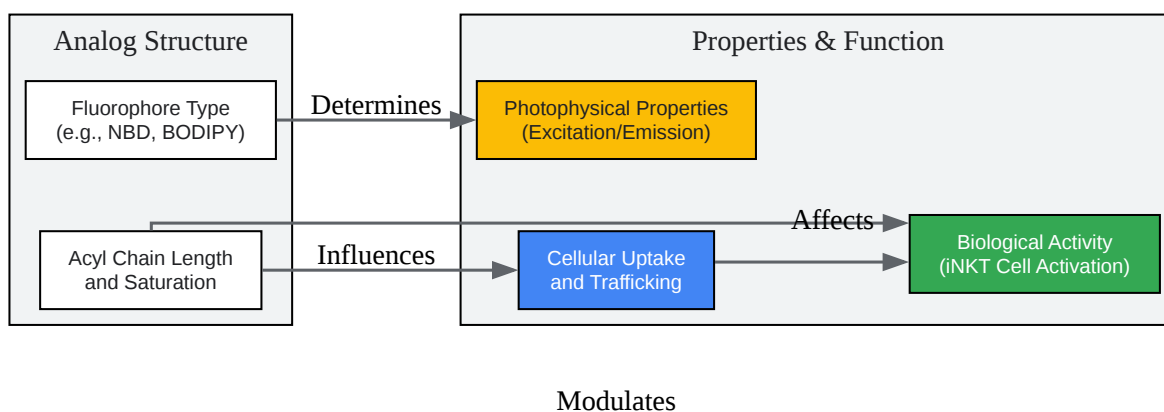 Analog Structure
Properties & Function
Fluorophore Type
(e.g., NBD, BODIPY)
Determines
Photophysical Properties
(Excitation/Emission)
Acyl Chain Length
and Saturation
Influences
Cellular Uptake
and Trafficking
Affects
Biological Activity
(iNKT Cell Activation)
Modulates